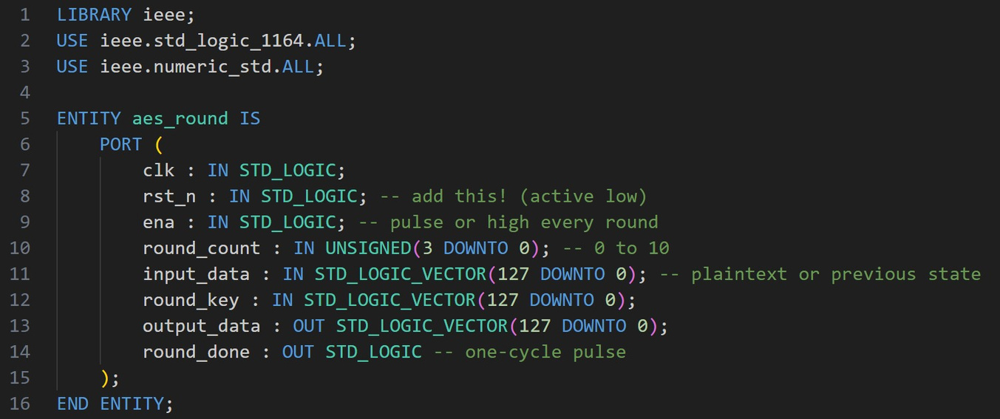 1 LIBRARY ieee;
2 USE ieee.std_logic_1164.ALL;
3 USE ieee.numeric_std.ALL;
4
5 ENTITY aes_round IS
6     PORT (
7         clk : IN STD_LOGIC;
8         rst_n : IN STD_LOGIC; -- add this! (active low)
9         ena : IN STD_LOGIC; -- pulse or high every round
10         round_count : IN UNSIGNED(3 DOWNTO 0); -- 0 to 10
11         input_data : IN STD_LOGIC_VECTOR(127 DOWNTO 0); -- plaintext or previous state
12         round_key : IN STD_LOGIC_VECTOR(127 DOWNTO 0);
13         output_data : OUT STD_LOGIC_VECTOR(127 DOWNTO 0);
14         round_done : OUT STD_LOGIC -- one-cycle pulse
15     );
16 END ENTITY;